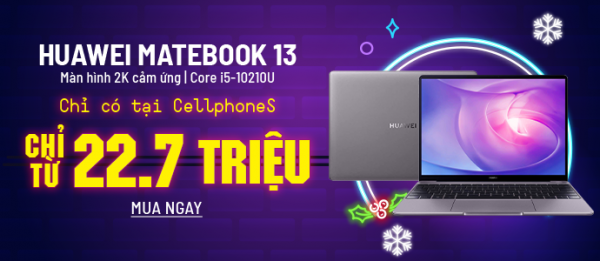 HUAWEI MATEBOOK 13
Màn hình 2K cảm ứng | Core i5-10210U
Chỉ có tại CellphoneS
CHỈ TỪ
22.7 TRIỆU
MUA NGAY
HUAWEI